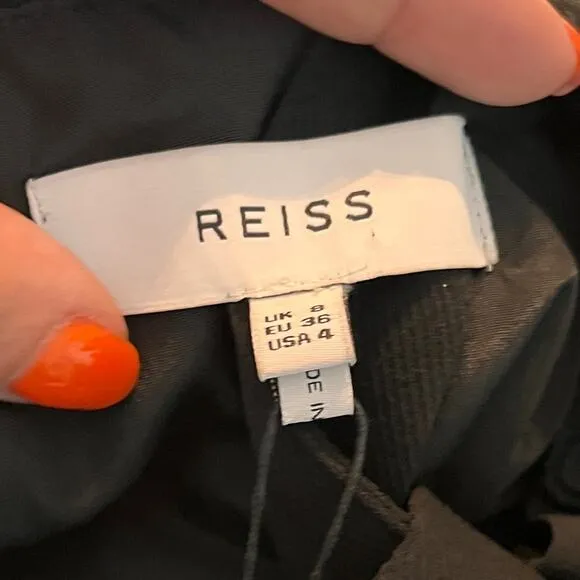 REISS
UK 8
EU 36
USA 4
DE IN